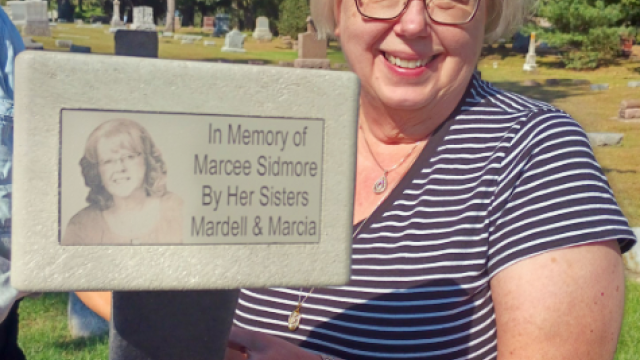 In Memory of
Marcee Sidmore
By Her Sisters
Mardell & Marcia